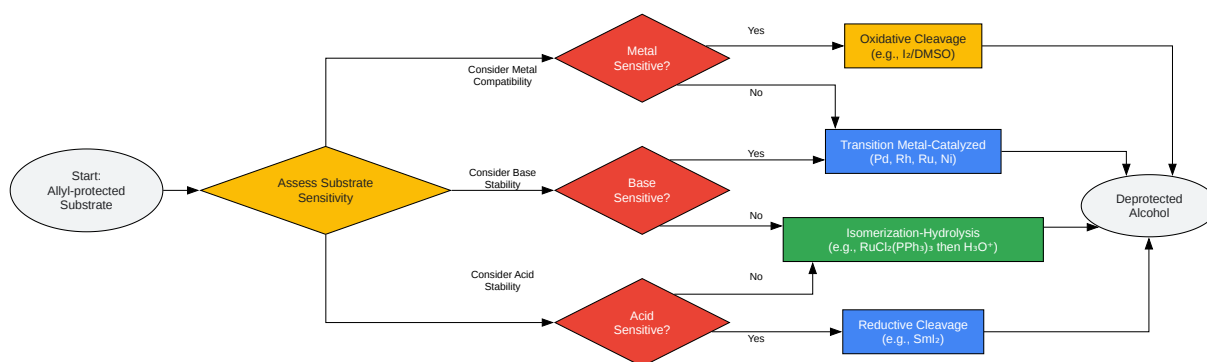 Start:
Allyl-protected
Substrate
Assess Substrate
Sensitivity
Consider Metal
Compatibility
Consider Base
Stability
Consider Acid
Stability
Metal
Sensitive?
Yes
No
Base
Sensitive?
Yes
No
Acid
Sensitive?
No
Yes
Oxidative Cleavage
(e.g., I₂/DMSO)
Transition Metal-Catalyzed
(Pd, Rh, Ru, Ni)
Isomerization-Hydrolysis
(e.g., RuCl₂(PPh₃)₃ then H₃O⁺)
Reductive Cleavage
(e.g., SmI₂)
Deprotected
Alcohol